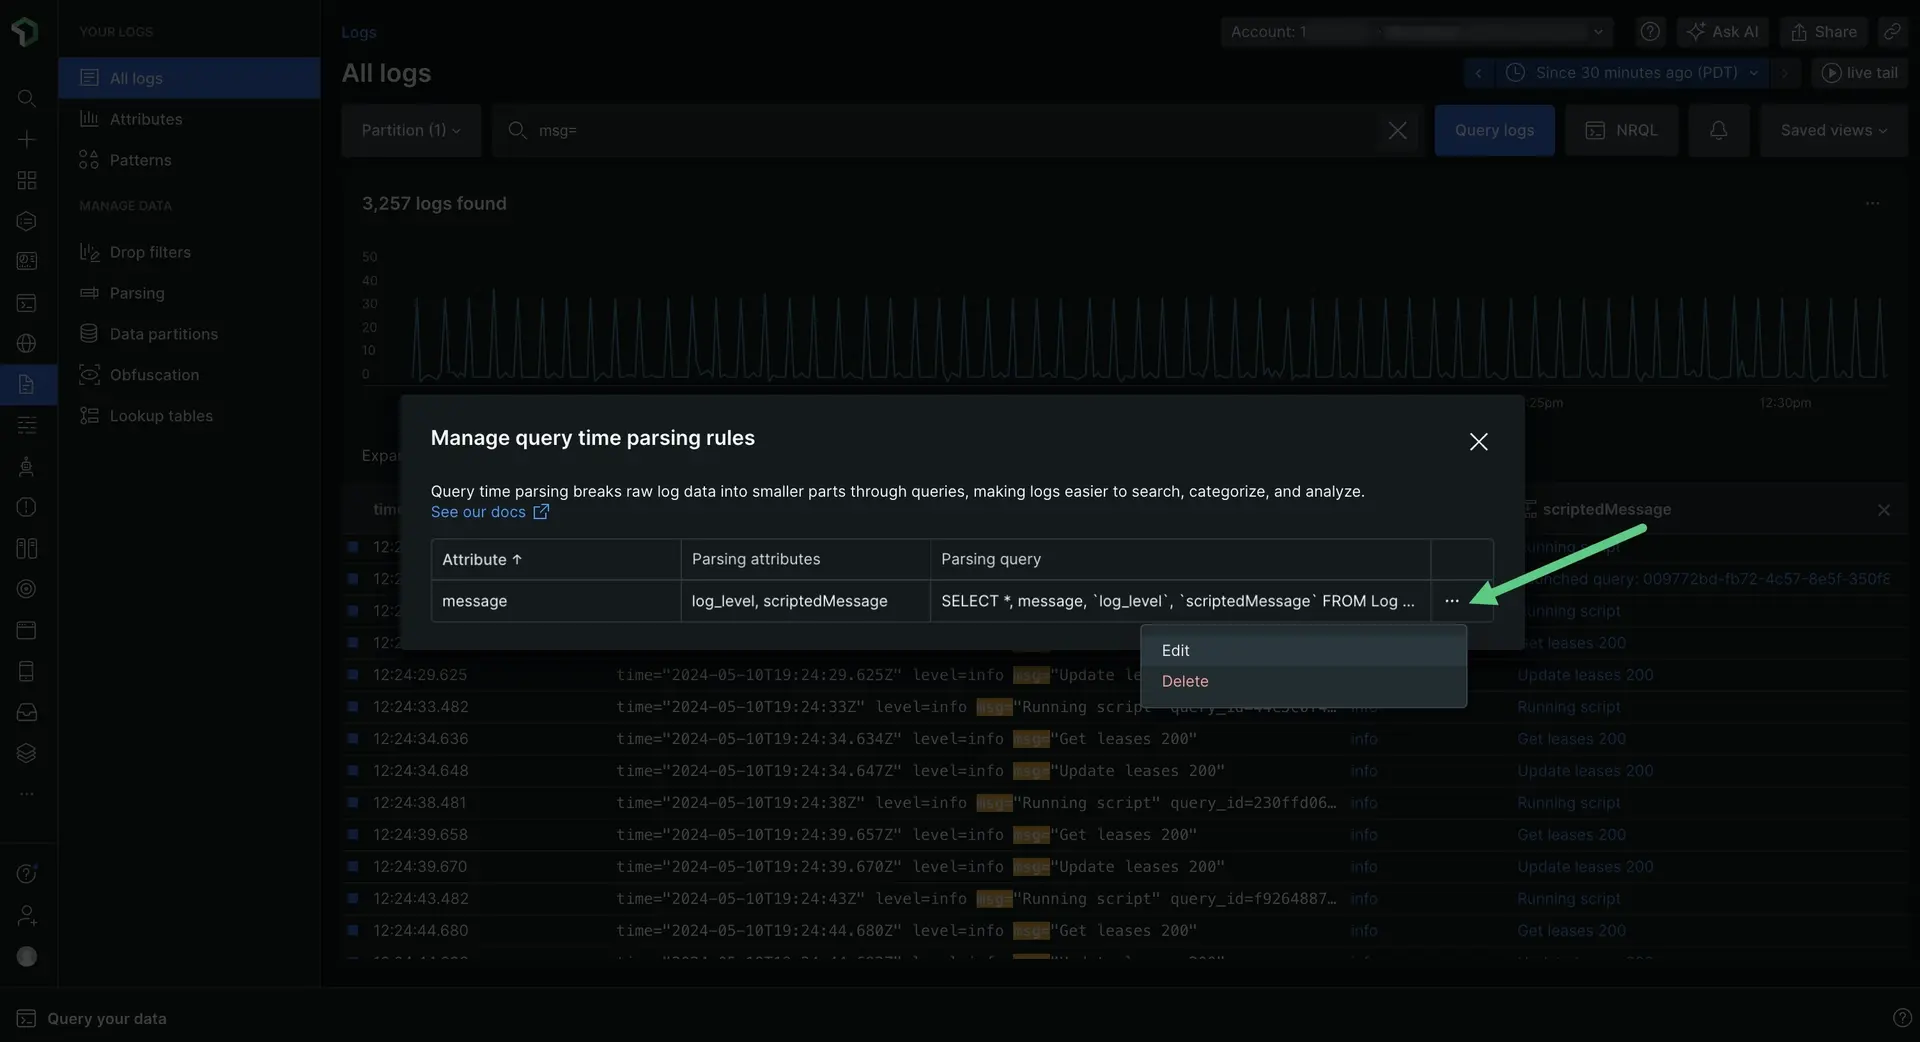 YOUR LOGS
All logs
Attributes
Patterns
MANAGE DATA
Drop filters
Parsing
Data partitions
Obfuscation
Lookup tables
Logs
Account: 1
Ask AI
Share
All logs
Since 30 minutes ago (PDT)
live tail
Partition (1)
msg=
Query logs
NRQL
Saved views
3,257 logs found
50
40
30
20
10
0
:25pm
12:30pm
Manage query time parsing rules
Query time parsing breaks raw log data into smaller parts through queries, making logs easier to search, categorize, and analyze.
See our docs
Attribute ↑ Parsing attributes Parsing query
message log_level, scriptedMessage SELECT *, message, `log_level`, `scriptedMessage` FROM Log ...
Edit
Delete
Expa
time scriptedMessage
12:2 unning script
12:2 nched query: 009772bd-fb72-4c57-8e5f-350f8
12:2 unning script
12:2 et leases 200
12:24:29.625 time="2024-05-10T19:24:29.625Z" level=info msg="Update le Update leases 200
12:24:33.482 time="2024-05-10T19:24:33Z" level=info msg="Running script" info Running script
12:24:34.636 time="2024-05-10T19:24:34.634Z" level=info msg="Get leases 200" info Get leases 200
12:24:34.648 time="2024-05-10T19:24:34.647Z" level=info msg="Update leases 200" info Update leases 200
12:24:38.481 time="2024-05-10T19:24:38Z" level=info msg="Running script" query_id=230ffd06… info Running script
12:24:39.658 time="2024-05-10T19:24:39.657Z" level=info msg="Get leases 200" info Get leases 200
12:24:39.670 time="2024-05-10T19:24:39.670Z" level=info msg="Update leases 200" info Update leases 200
12:24:43.482 time="2024-05-10T19:24:43Z" level=info msg="Running script" query_id=f9264887… info Running script
12:24:44.680 time="2024-05-10T19:24:44.680Z" level=info msg="Get leases 200" info Get leases 200
Query your data